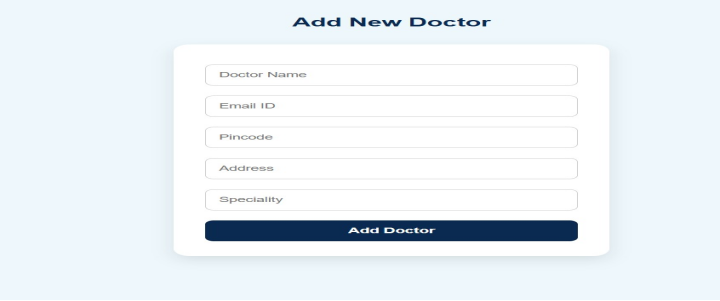 Add New Doctor
Doctor Name
Email ID
Pincode
Address
Speciality
Add Doctor